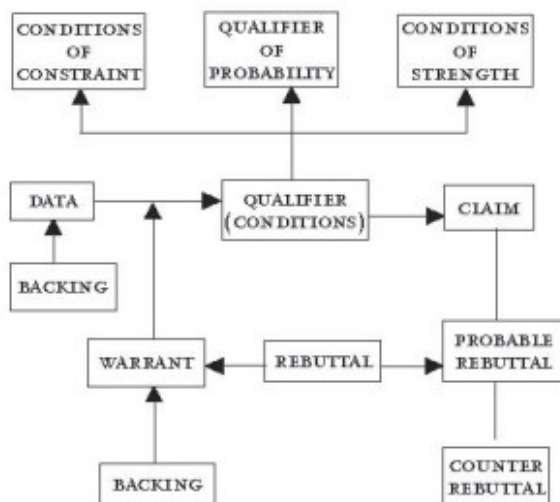 CONDITIONS
OF
CONSTRAINT
QUALIFIER
OF
PROBABILITY
CONDITIONS
OF
STRENGTH
DATA
QUALIFIER
(CONDITIONS)
CLAIM
BACKING
WARRANT
REBUTTAL
PROBABLE
REBUTTAL
BACKING
COUNTER
REBUTTAL